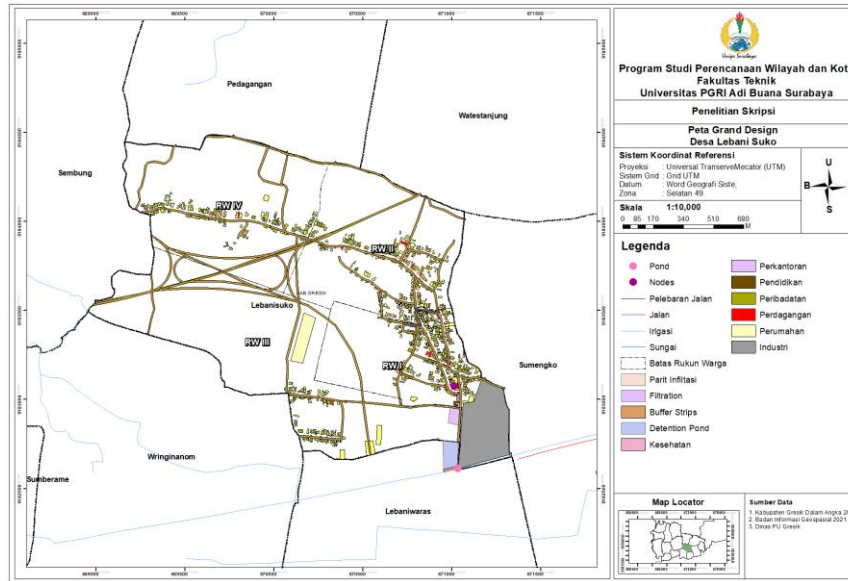 Pedagangan
Watestanjung
Sembung
RW IV
RW II
Lebanisuko
RW III
RW I
Sumengko
Wringinanom
Sumberame
Lebaniwaras
Unipa Surabaya
Program Studi Perencanaan Wilayah dan Kot
Fakultas Teknik
Universitas PGRI Adi Buana Surabaya
Penelitian Skripsi
Peta Grand Design
Desa Lebani Suko
Sistem Koordinat Referensi
Proyeksi : Universal TranserveMecator (UTM)
Sistem Grid : Grid UTM
Datum : Word Geografi Siste,
Zona : Selatan 49
U
B
S
Skala 1:10,000
0 85 170 340 510 680
M
Legenda
Pond
Nodes
Pelebaran Jalan
Jalan
Irigasi
Sungai
Batas Rukun Warga
Parit Infiltasi
Filtration
Buffer Strips
Detention Pond
Kesehatan
Perkantoran
Pendidikan
Peribadatan
Perdagangan
Perumahan
Industri
Map Locator
Sumber Data
1. Kabupaten Gresik Dalam Angka 20
2. Badan Informasi Geospasial 2021
3. Dinas PU Gresik